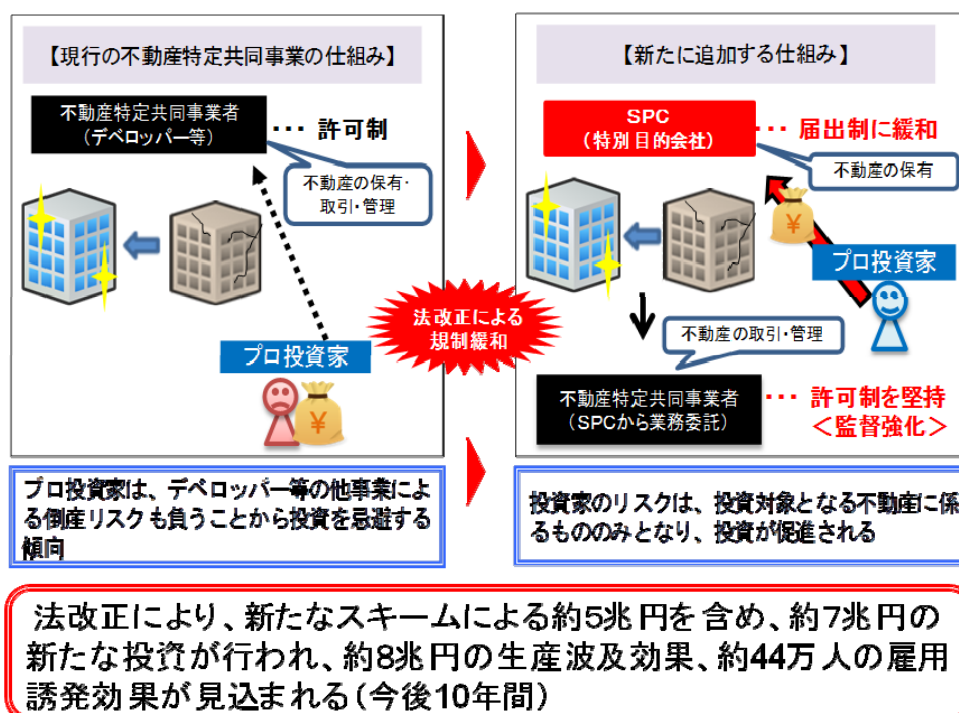 【現行の不動産特定共同事業の仕組み】
不動産特定共同事業者
（デベロッパー等）
･･･ 許可制
不動産の保有・
取引・管理
プロ投資家
¥
プロ投資家は、デベロッパー等の他事業によ
る倒産リスクも負うことから投資を忌避する
傾向
法改正による
規制緩和
【新たに追加する仕組み】
SPC
（特別目的会社）
･･･ 届出制に緩和
不動産の保有
¥
プロ投資家
不動産の取引・管理
不動産特定共同事業者
（SPCから業務委託）
･･･ 許可制を堅持
＜監督強化＞
投資家のリスクは、投資対象となる不動産に係
るもののみとなり、投資が促進される
法改正により、新たなスキームによる約5兆円を含め、約7兆円の
新たな投資が行われ、約8兆円の生産波及効果、約44万人の雇用
誘発効果が見込まれる（今後10年間）